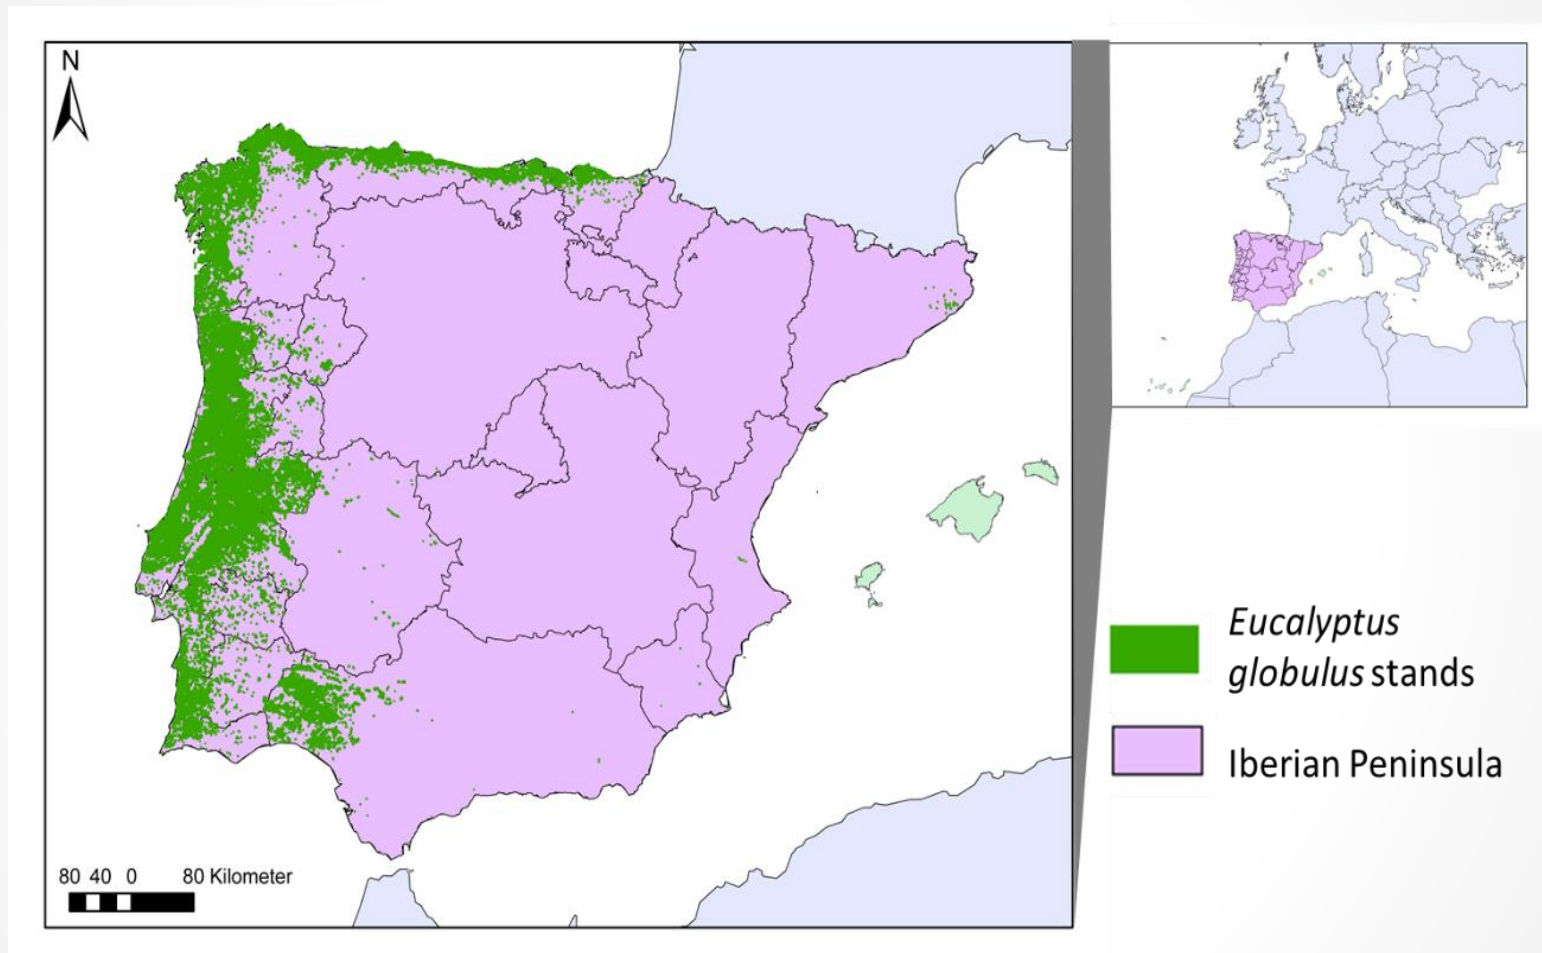 N
80 40 0 80 Kilometer
Eucalyptus
globulus stands
Iberian Peninsula